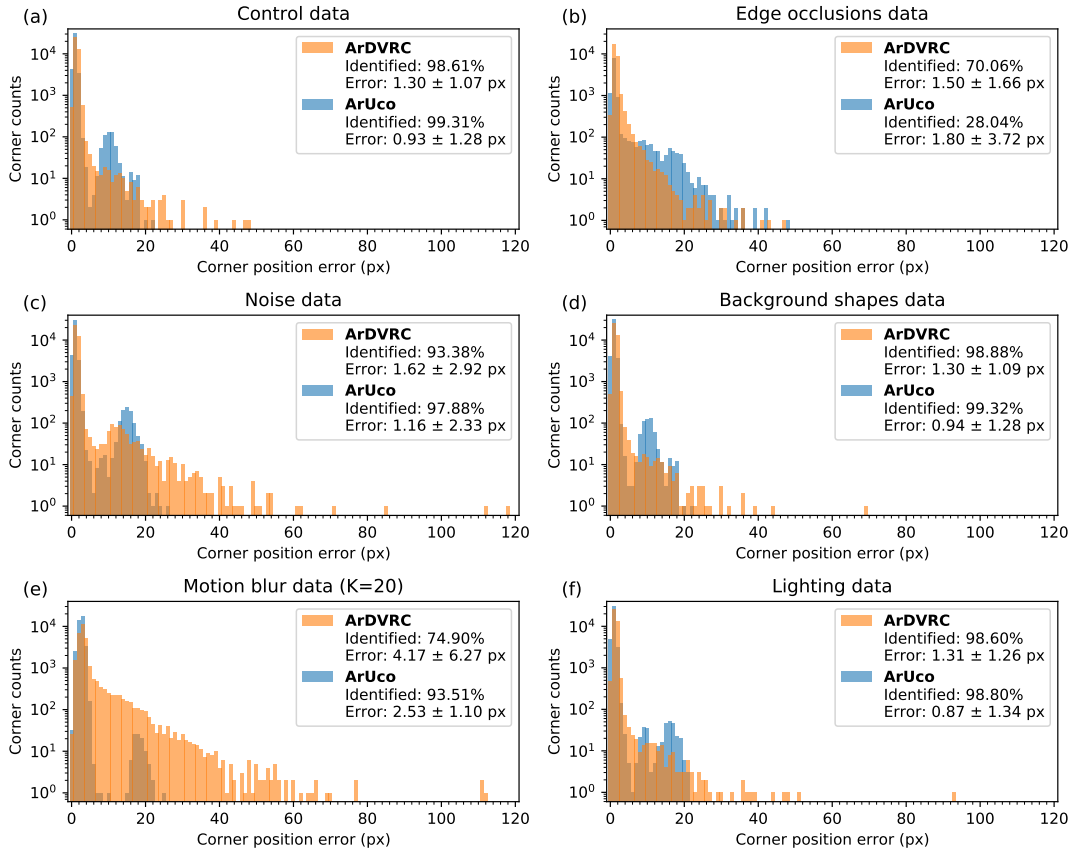 (a)
Control data
ArDVRC
Identified: 98.61%
Error: 1.30 ± 1.07 px
ArUco
Identified: 99.31%
Error: 0.93 ± 1.28 px
Corner counts
10⁴
10³
10²
10¹
10⁰
0 20 40 60 80 100 120
Corner position error (px)
(b)
Edge occlusions data
ArDVRC
Identified: 70.06%
Error: 1.50 ± 1.66 px
ArUco
Identified: 28.04%
Error: 1.80 ± 3.72 px
Corner counts
10⁴
10³
10²
10¹
10⁰
0 20 40 60 80 100 120
Corner position error (px)
(c)
Noise data
ArDVRC
Identified: 93.38%
Error: 1.62 ± 2.92 px
ArUco
Identified: 97.88%
Error: 1.16 ± 2.33 px
Corner counts
10⁴
10³
10²
10¹
10⁰
0 20 40 60 80 100 120
Corner position error (px)
(d)
Background shapes data
ArDVRC
Identified: 98.88%
Error: 1.30 ± 1.09 px
ArUco
Identified: 99.32%
Error: 0.94 ± 1.28 px
Corner counts
10⁴
10³
10²
10¹
10⁰
0 20 40 60 80 100 120
Corner position error (px)
(e)
Motion blur data (K=20)
ArDVRC
Identified: 74.90%
Error: 4.17 ± 6.27 px
ArUco
Identified: 93.51%
Error: 2.53 ± 1.10 px
Corner counts
10⁴
10³
10²
10¹
10⁰
0 20 40 60 80 100 120
Corner position error (px)
(f)
Lighting data
ArDVRC
Identified: 98.60%
Error: 1.31 ± 1.26 px
ArUco
Identified: 98.80%
Error: 0.87 ± 1.34 px
Corner counts
10⁴
10³
10²
10¹
10⁰
0 20 40 60 80 100 120
Corner position error (px)